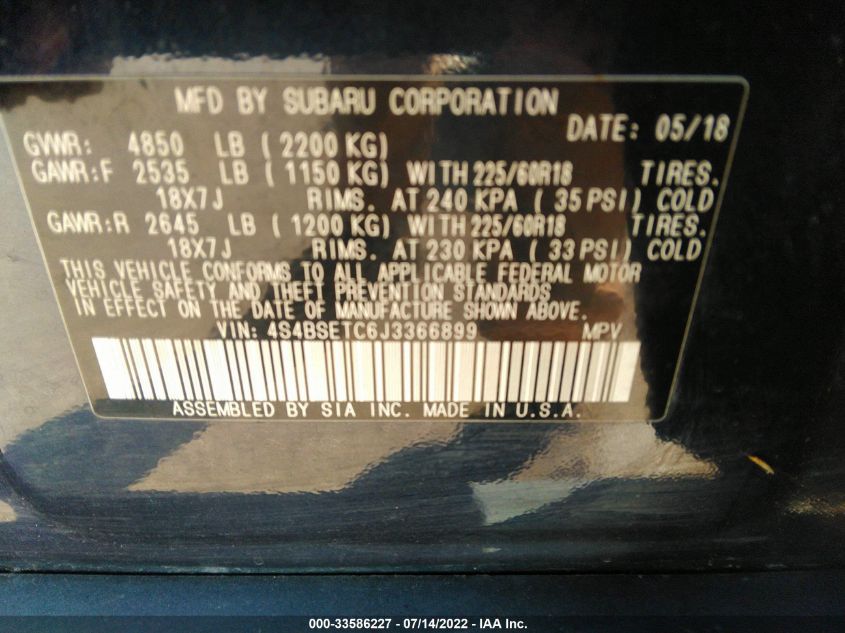 MFD BY SUBARU CORPORATION
DATE: 05/18
GVWR: 4850 LB ( 2200 KG)
GAWR:F 2535 LB ( 1150 KG) WITH 225/60R18 TIRES.
18X7J RIMS. AT 240 KPA ( 35 PSI) COLD
GAWR:R 2645 LB ( 1200 KG) WITH 225/60R18 TIRES.
18X7J RIMS. AT 230 KPA ( 33 PSI) COLD
THIS VEHICLE CONFORMS TO ALL APPLICABLE FEDERAL MOTOR
VEHICLE SAFETY AND THEFT PREVENTION STANDARDS
IN EFFECT ON THE DATE OF MANUFACTURE SHOWN ABOVE.
VIN: 4S4BSETC6J3366899 MPV
ASSEMBLED BY SIA INC. MADE IN U.S.A.
000-33586227 - 07/14/2022 - IAA Inc.